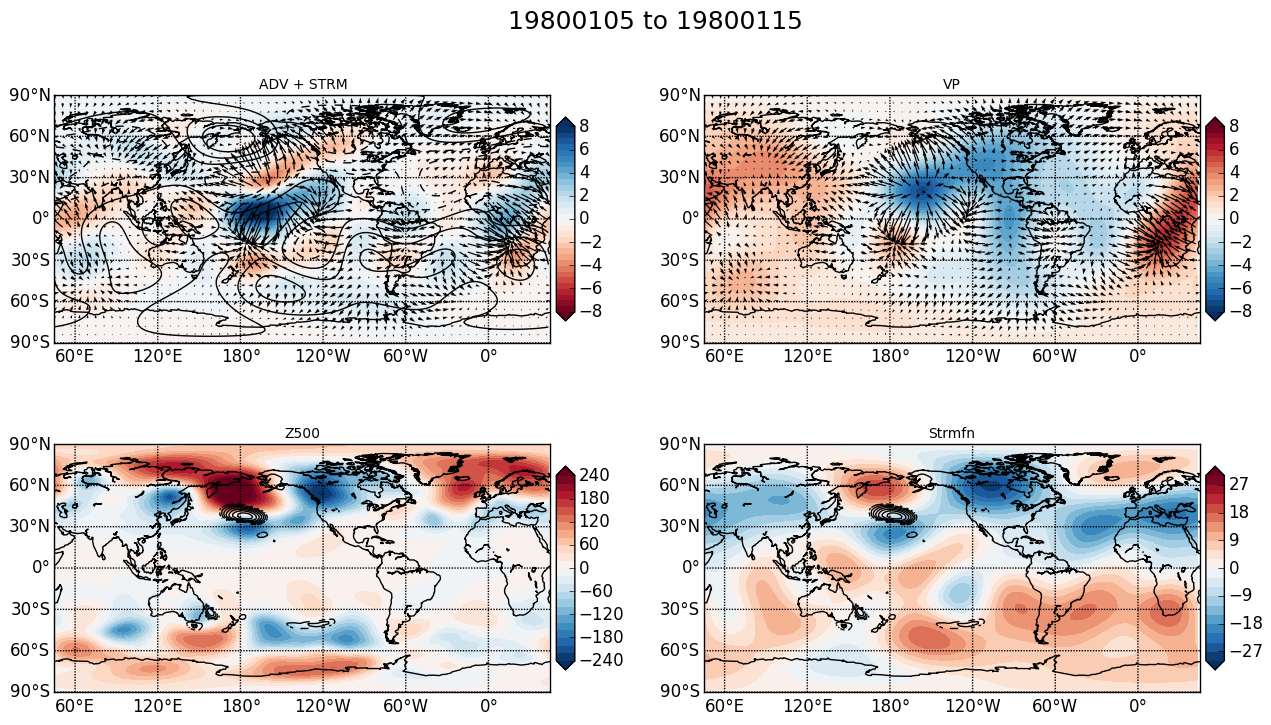 19800105 to 19800115
ADV + STRM
90°N
60°N
30°N
0°
30°S
60°S
90°S
60°E 120°E 180° 120°W 60°W 0°
8
6
4
2
0
−2
−4
−6
−8
VP
90°N
60°N
30°N
0°
30°S
60°S
90°S
60°E 120°E 180° 120°W 60°W 0°
8
6
4
2
0
−2
−4
−6
−8
Z500
90°N
60°N
30°N
0°
30°S
60°S
90°S
60°E 120°E 180° 120°W 60°W 0°
240
180
120
60
0
−60
−120
−180
−240
Strmfn
90°N
60°N
30°N
0°
30°S
60°S
90°S
60°E 120°E 180° 120°W 60°W 0°
27
18
9
0
−9
−18
−27